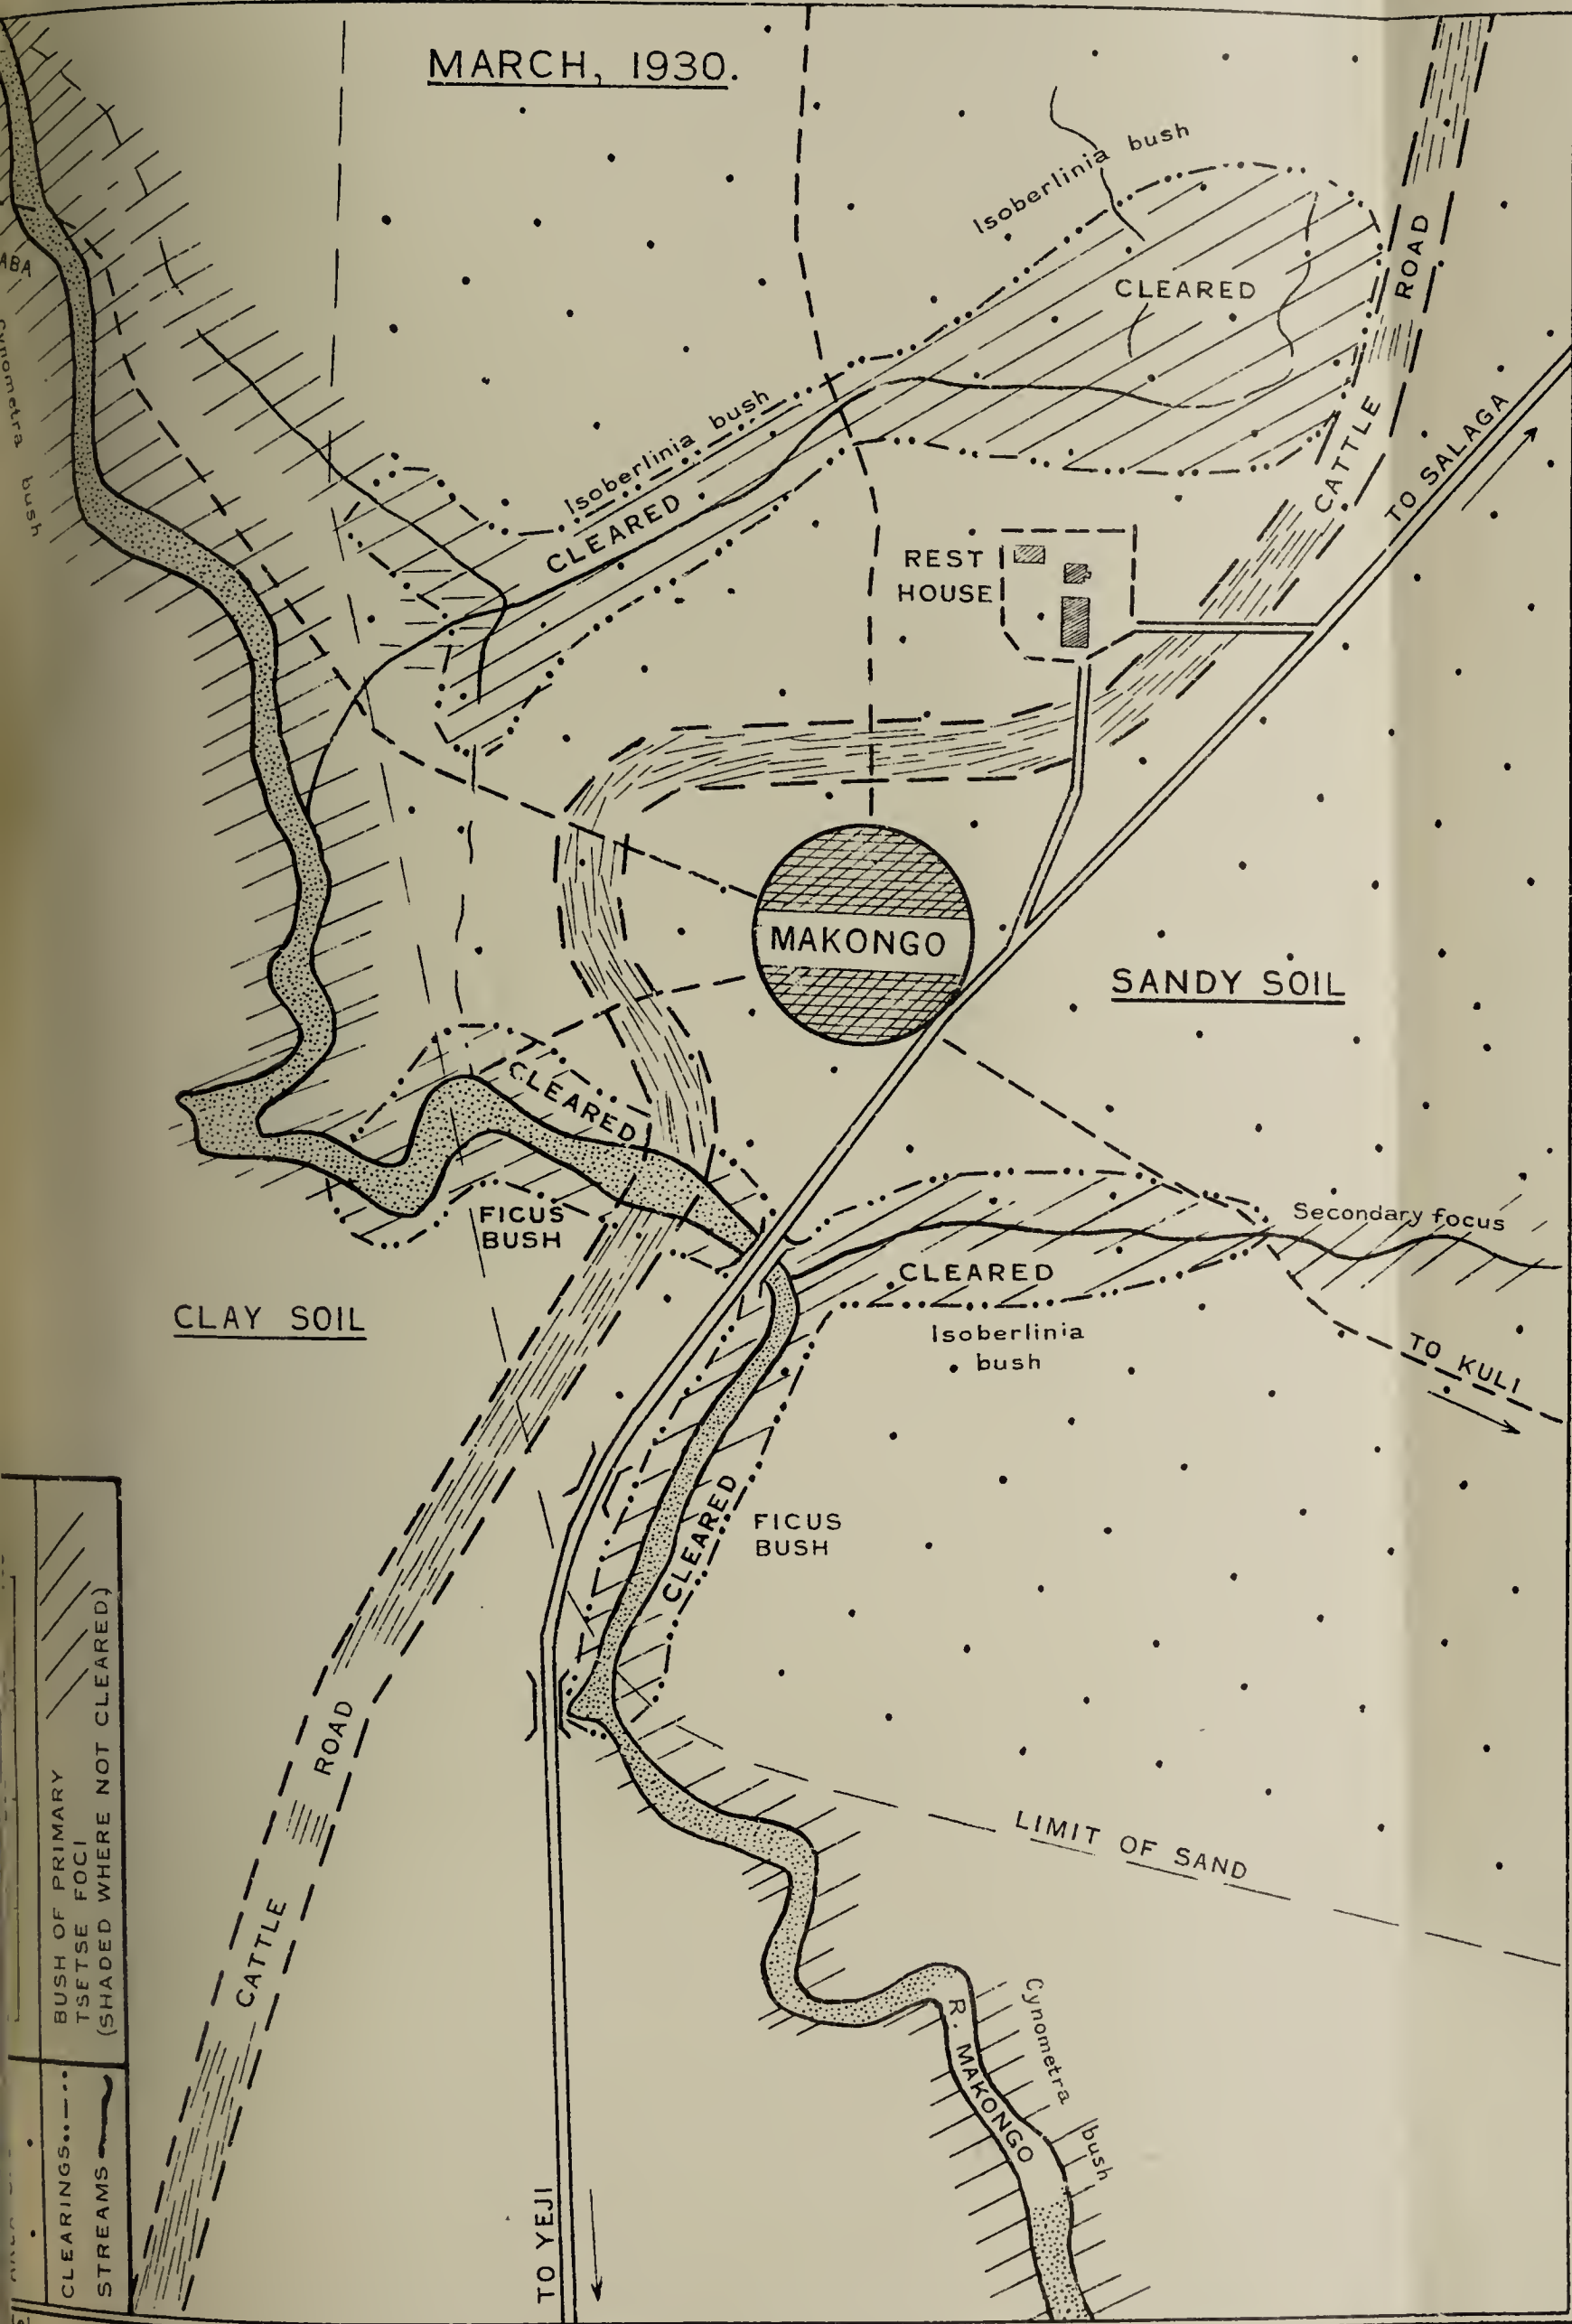 MARCH, 1930.
Isoberlinia bush
CLEARED
ROAD
CATTLE
TO SALAGA
ABA
Cynometra bush
Isoberlinia bush
CLEARED
REST
HOUSE
MAKONGO
SANDY SOIL
CLEARED
FICUS
BUSH
Secondary focus
CLEARED
Isoberlinia
bush
CLAY SOIL
TO KULI
CLEARED
FICUS
BUSH
ROAD
CATTLE
LIMIT OF SAND
R. MAKONGO
Cynometra bush
TO YEJI
BUSH OF PRIMARY
TSETSE FOCI
(SHADED WHERE NOT CLEARED)
CLEARINGS
STREAMS